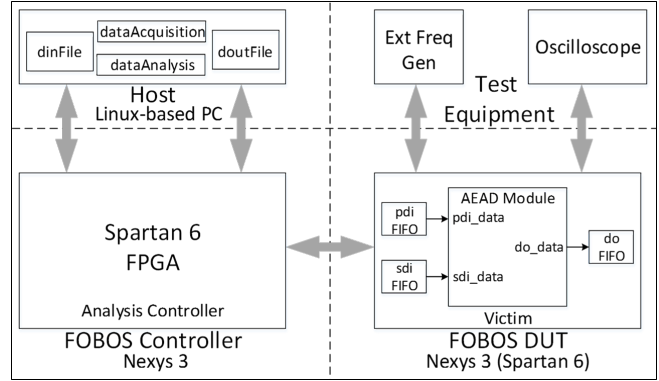 dinFile
dataAcquisition
dataAnalysis
doutFile
Host
Linux-based PC
Ext Freq
Gen
Oscilloscope
Test
Equipment
Spartan 6
FPGA
Analysis Controller
FOBOS Controller
Nexys 3
AEAD Module
pdi
FIFO
pdi_data
do_data
do
FIFO
sdi
FIFO
sdi_data
Victim
FOBOS DUT
Nexys 3 (Spartan 6)